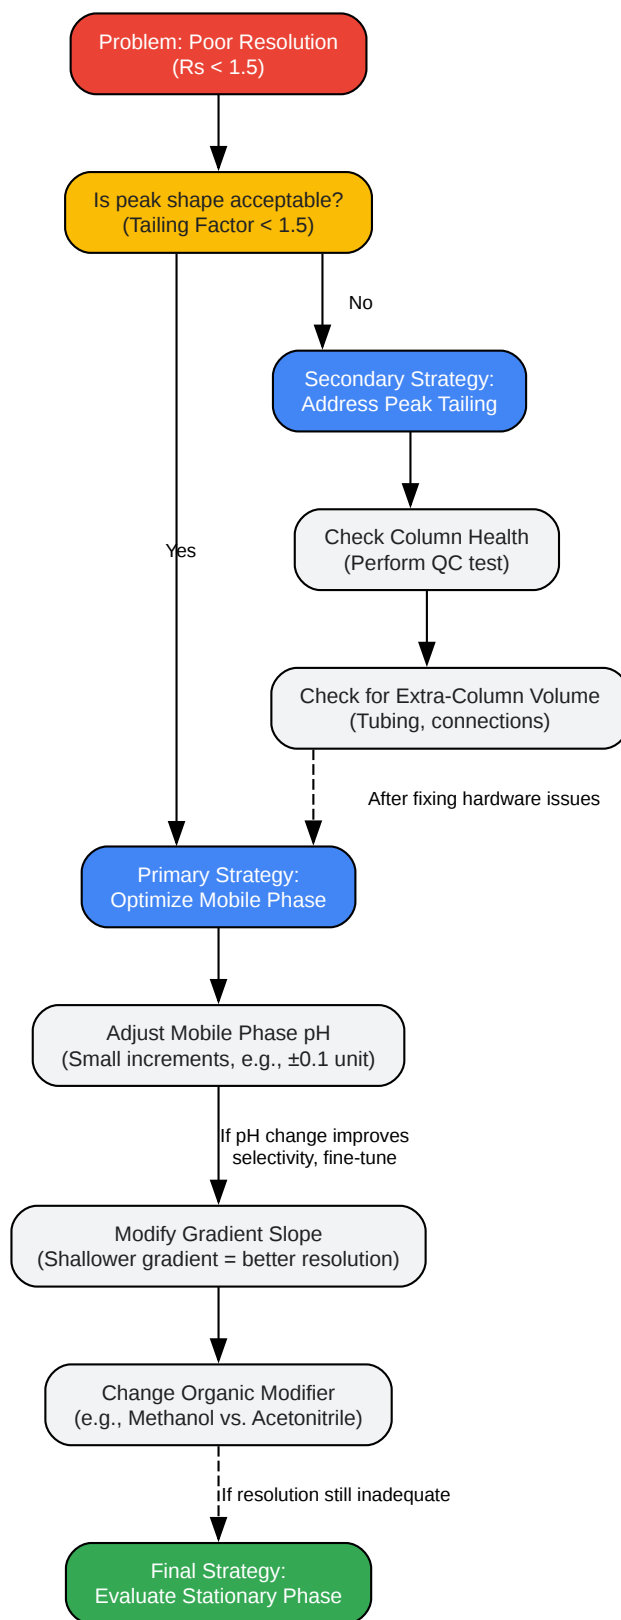 Problem: Poor Resolution
(Rs < 1.5)
Is peak shape acceptable?
(Tailing Factor < 1.5)
No
Secondary Strategy:
Address Peak Tailing
Check Column Health
(Perform QC test)
Yes
Check for Extra-Column Volume
(Tubing, connections)
After fixing hardware issues
Primary Strategy:
Optimize Mobile Phase
Adjust Mobile Phase pH
(Small increments, e.g., ±0.1 unit)
If pH change improves
selectivity, fine-tune
Modify Gradient Slope
(Shallower gradient = better resolution)
Change Organic Modifier
(e.g., Methanol vs. Acetonitrile)
If resolution still inadequate
Final Strategy:
Evaluate Stationary Phase